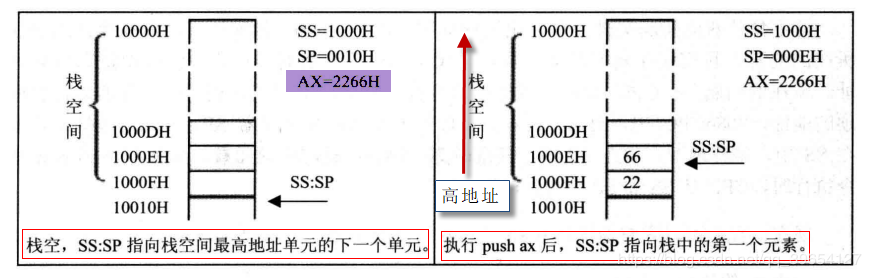 10000H
SS=1000H
SP=0010H
AX=2266H
栈空间
1000DH
1000EH
1000FH
10010H
SS:SP
栈空,SS:SP 指向栈空间最高地址单元的下一个单元。
高地址
10000H
SS=1000H
SP=000EH
AX=2266H
栈空间
1000DH
1000EH 66
1000FH 22
10010H
SS:SP
执行 push ax 后,SS:SP 指向栈中的第一个元素。